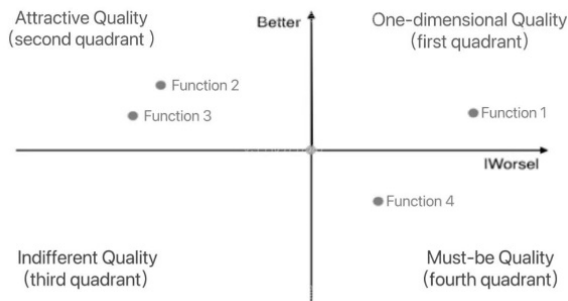 Attractive Quality
(second quadrant )
Better
One-dimensional Quality
(first quadrant)
Function 2
Function 3
Function 1
|Worsel
Function 4
Indifferent Quality
(third quadrant)
Must-be Quality
(fourth quadrant)